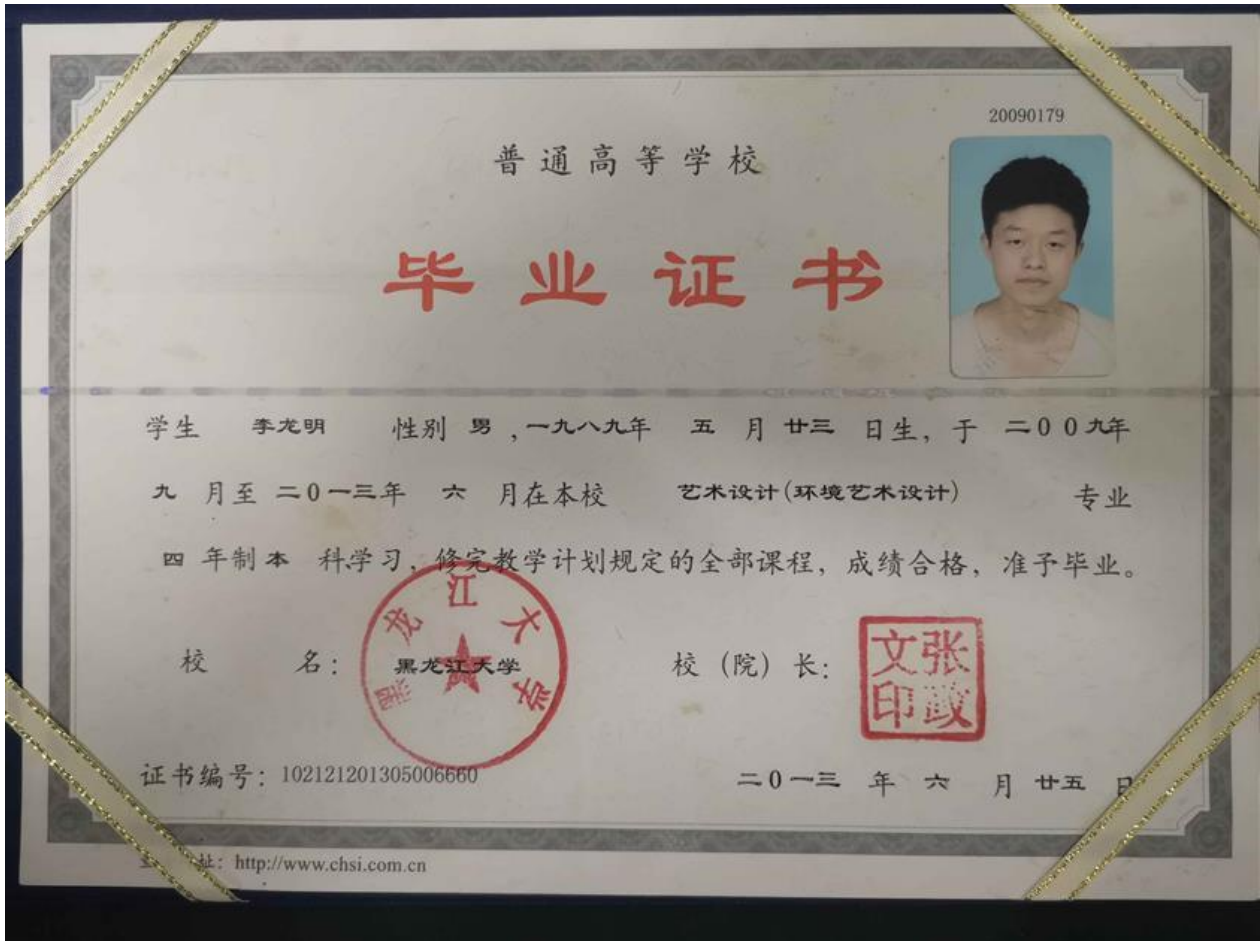 20090179
普通高等学校
毕业证书
学生 李龙明 性别 男 ,一九八九年 五 月 廿三 日生, 于 二00九年
九 月至 二0一三年 六 月在本校 艺术设计(环境艺术设计) 专业
四 年制 本 科学习, 修完教学计划规定的全部课程, 成绩合格, 准予毕业。
校 名: 黑龙江大学 校 (院) 长:
黑龙江大学
张政文印
证书编号: 102121201305006660 二0一三 年 六 月 廿五 日
址: http://www.chsi.com.cn